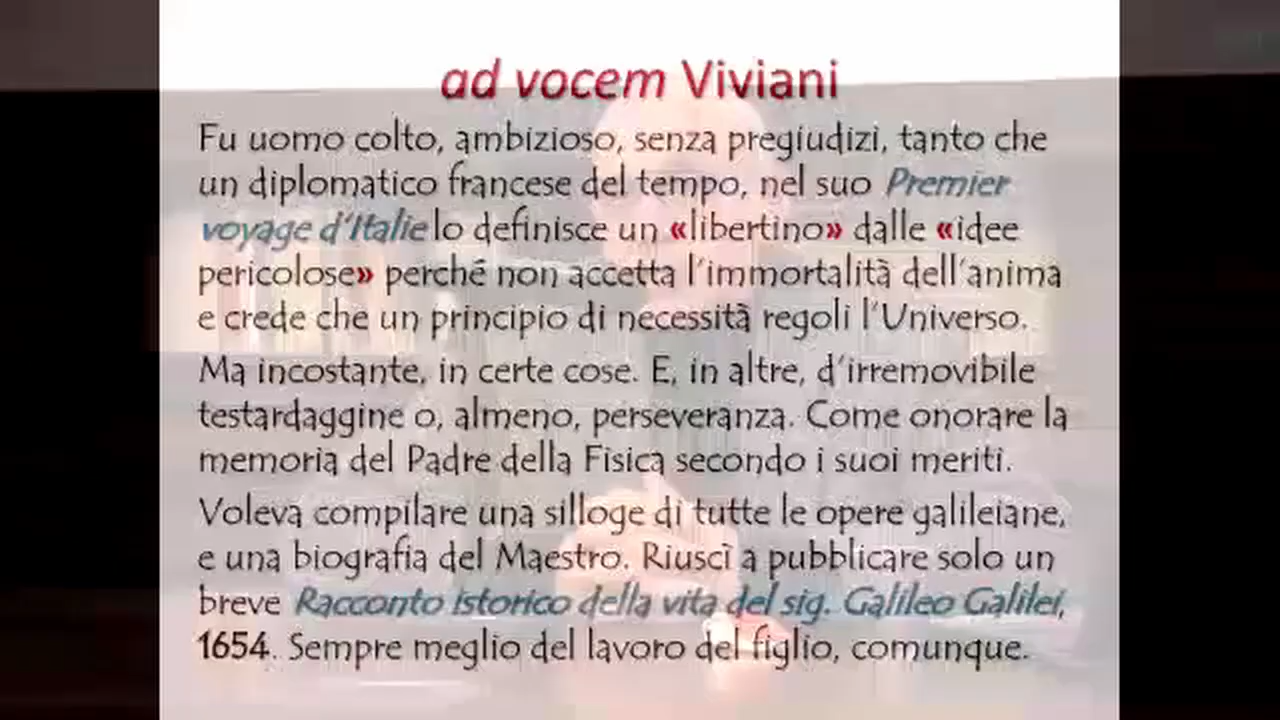 ad vocem Viviani
Fu uomo colto, ambizioso, senza pregiudizi, tanto che
un diplomatico francese del tempo, nel suo Premier
voyage d'Italie lo definisce un «libertino» dalle «idee
pericolose» perché non accetta l'immortalità dell'anima
e crede che un principio di necessità regoli l'Universo.
Ma incostante, in certe cose. E, in altre, d'irremovibile
testardaggine o, almeno, perseveranza. Come onorare la
memoria del Padre della Fisica secondo i suoi meriti.
Voleva compilare una silloge di tutte le opere galileiane,
e una biografia del Maestro. Riuscì a pubblicare solo un
breve Racconto istorico della vita del sig. Galileo Galilei,
1654. Sempre meglio del lavoro del figlio, comunque.